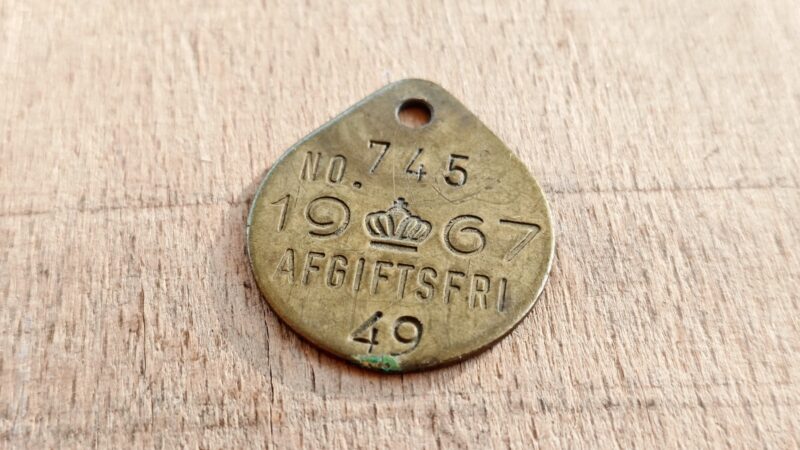 NO. 745
19 67
AFGIFTSFRI
49